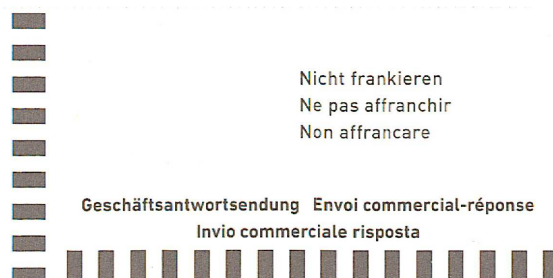 Nicht frankieren
Ne pas affranchir
Non affrancare
Geschäftsantwortsendung Envoi commercial-réponse
Invio commerciale risposta